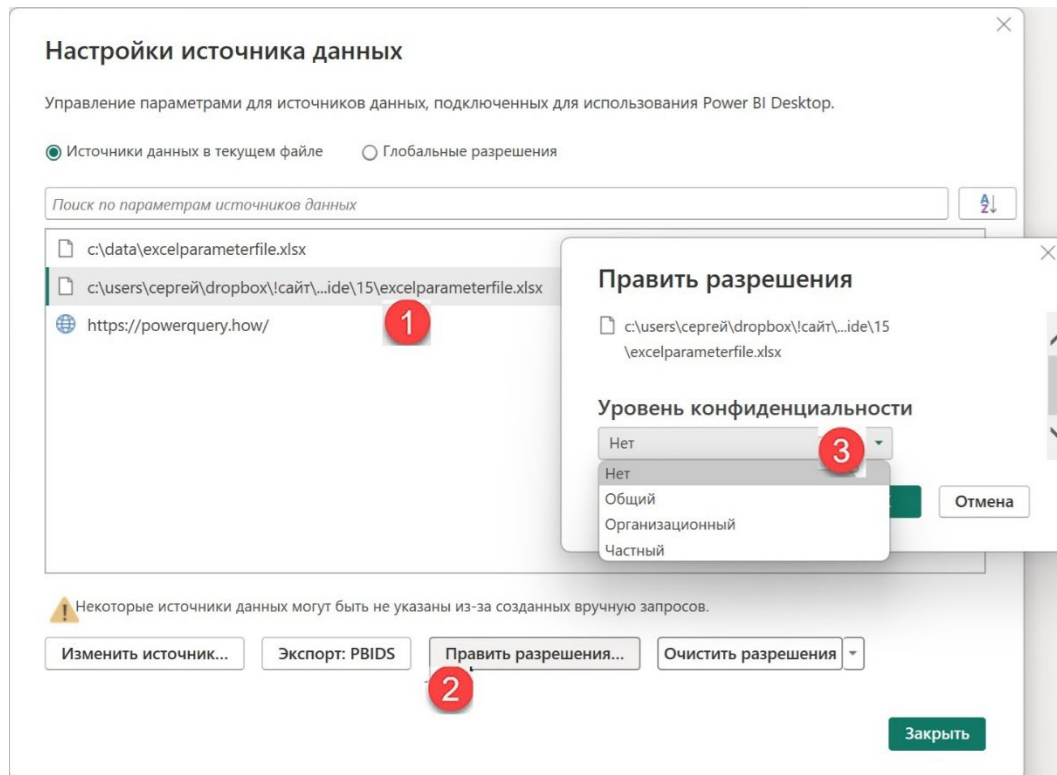 Настройки источника данных
Управление параметрами для источников данных, подключенных для использования Power BI Desktop.
Источники данных в текущем файле
Глобальные разрешения
Поиск по параметрам источников данных
AZ
c:\data\excelparameterfile.xlsx
c:\users\сергей\dropbox\!сайт\...ide\15\excelparameterfile.xlsx
1
https://powerquery.how/
Править разрешения
c:\users\сергей\dropbox\!сайт\...ide\15
\excelparameterfile.xlsx
Уровень конфиденциальности
Нет
3
Нет
Общий
Организационный
Частный
Отмена
Некоторые источники данных могут быть не указаны из-за созданных вручную запросов.
Изменить источник...
Экспорт: PBIDS
Править разрешения...
Очистить разрешения
2
Закрыть